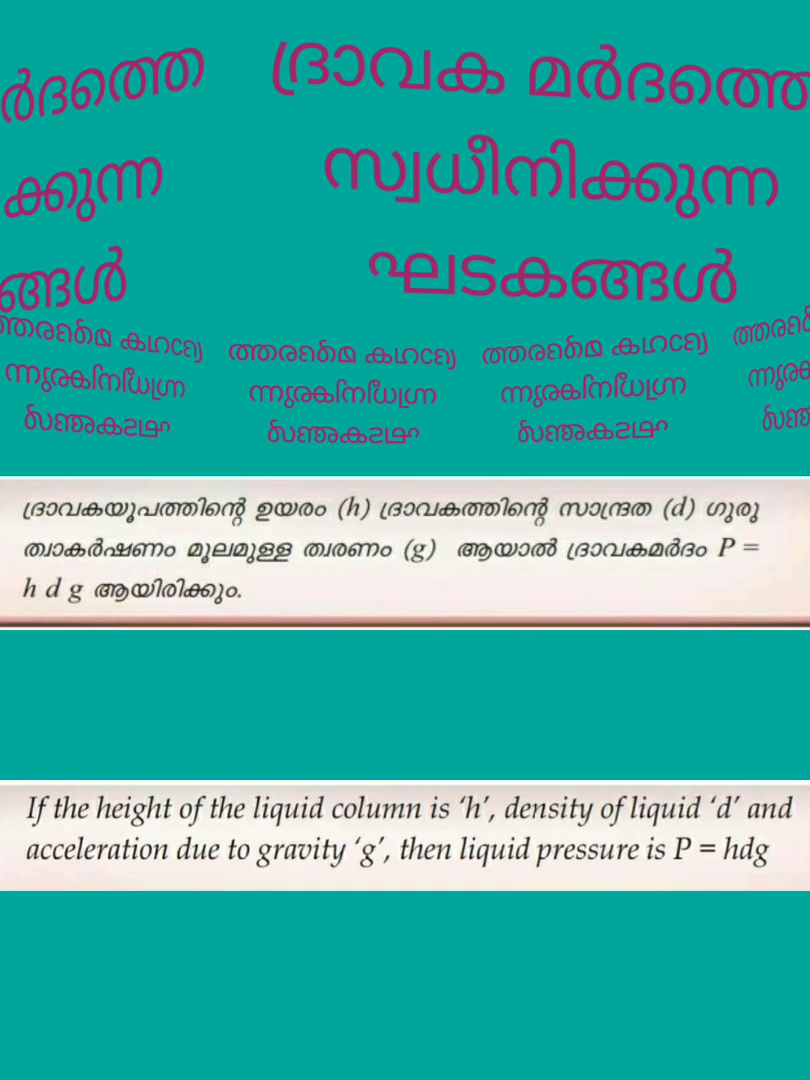 ദ്രാവക മർദത്തെ
സ്വധീനിക്കുന്ന
ഘടകങ്ങൾ
ദ്രാവകയൂപത്തിന്റെ ഉയരം (h) ദ്രാവകത്തിന്റെ സാന്ദ്രത (d) ഗുരു
ത്വാകർഷണം മൂലമുള്ള ത്വരണം (g) ആയാൽ ദ്രാവകമർദം P =
h d g ആയിരിക്കും.
If the height of the liquid column is ‘h’, density of liquid ‘d’ and
acceleration due to gravity ‘g’, then liquid pressure is P = hdg